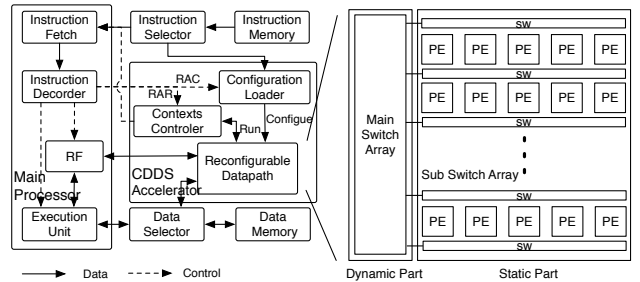 Instruction
Fetch
Instruction
Selector
Instruction
Memory
Instruction
Decorder
RAC
RAR
Configuration
Loader
Contexts
Controler
Run
Configue
RF
Main
Processor
CDDS
Accelerator
Reconfigurable
Datapath
Execution
Unit
Data
Selector
Data
Memory
Data
Control
Main
Switch
Array
SW
PE PE PE PE PE
SW
PE PE PE PE PE
SW
Sub Switch Array
SW
PE PE PE PE PE
SW
Dynamic Part
Static Part